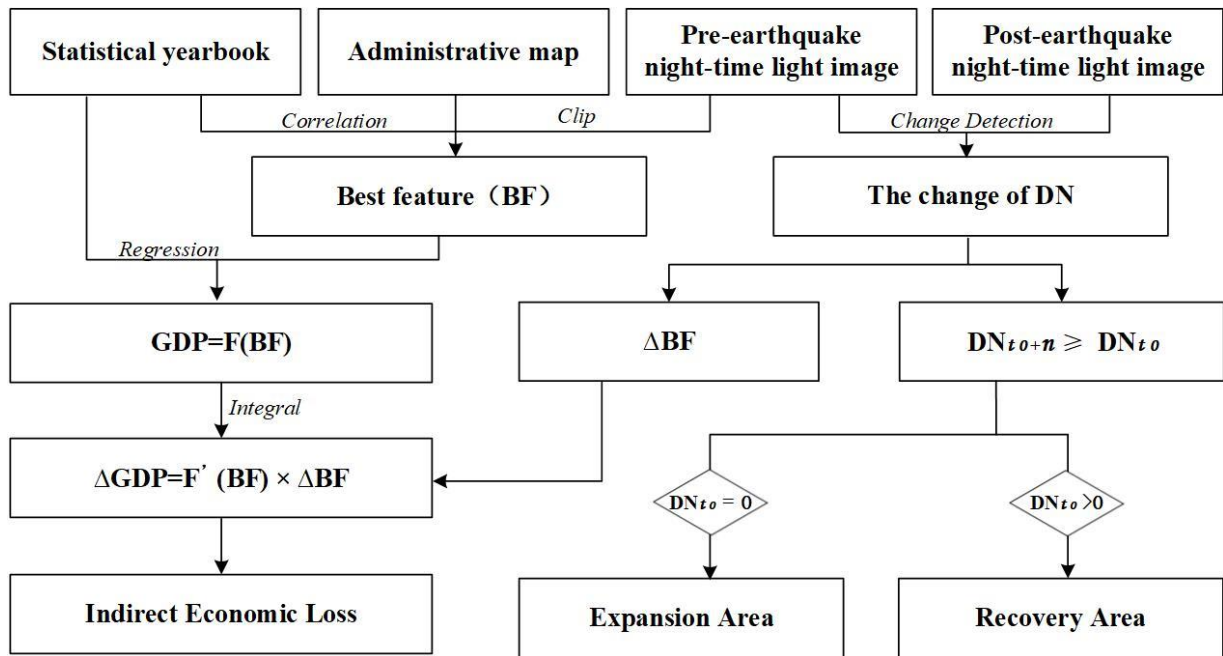 Statistical yearbook
Administrative map
Pre-earthquake
night-time light image
Post-earthquake
night-time light image
Correlation
Clip
Change Detection
Best feature（BF）
The change of DN
Regression
GDP=F(BF)
ΔBF
DNt0+n ≥ DNt0
Integral
ΔGDP=F' (BF) × ΔBF
DNt0 = 0
DNt0 >0
Indirect Economic Loss
Expansion Area
Recovery Area